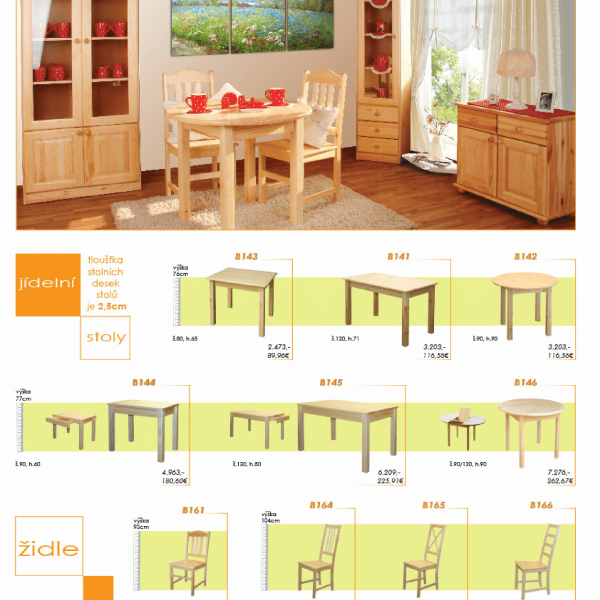 jídelní
stoly
tloušťka
stolních
desek
stolů
je 2,5cm
výška
76cm
B143
š.80, h.65
2.473,-
89,96€
B141
š.120, h.71
3.203,-
116,56€
B142
š.90, h.90
3.203,-
116,56€
výška
77cm
B144
š.90, h.60
4.963,-
180,60€
B145
š.130, h.80
6.209,-
225,91€
B146
š.90/120, h.90
7.276,-
262,67€
židle
výška
93cm
B161
výška
104cm
B164
B165
B166